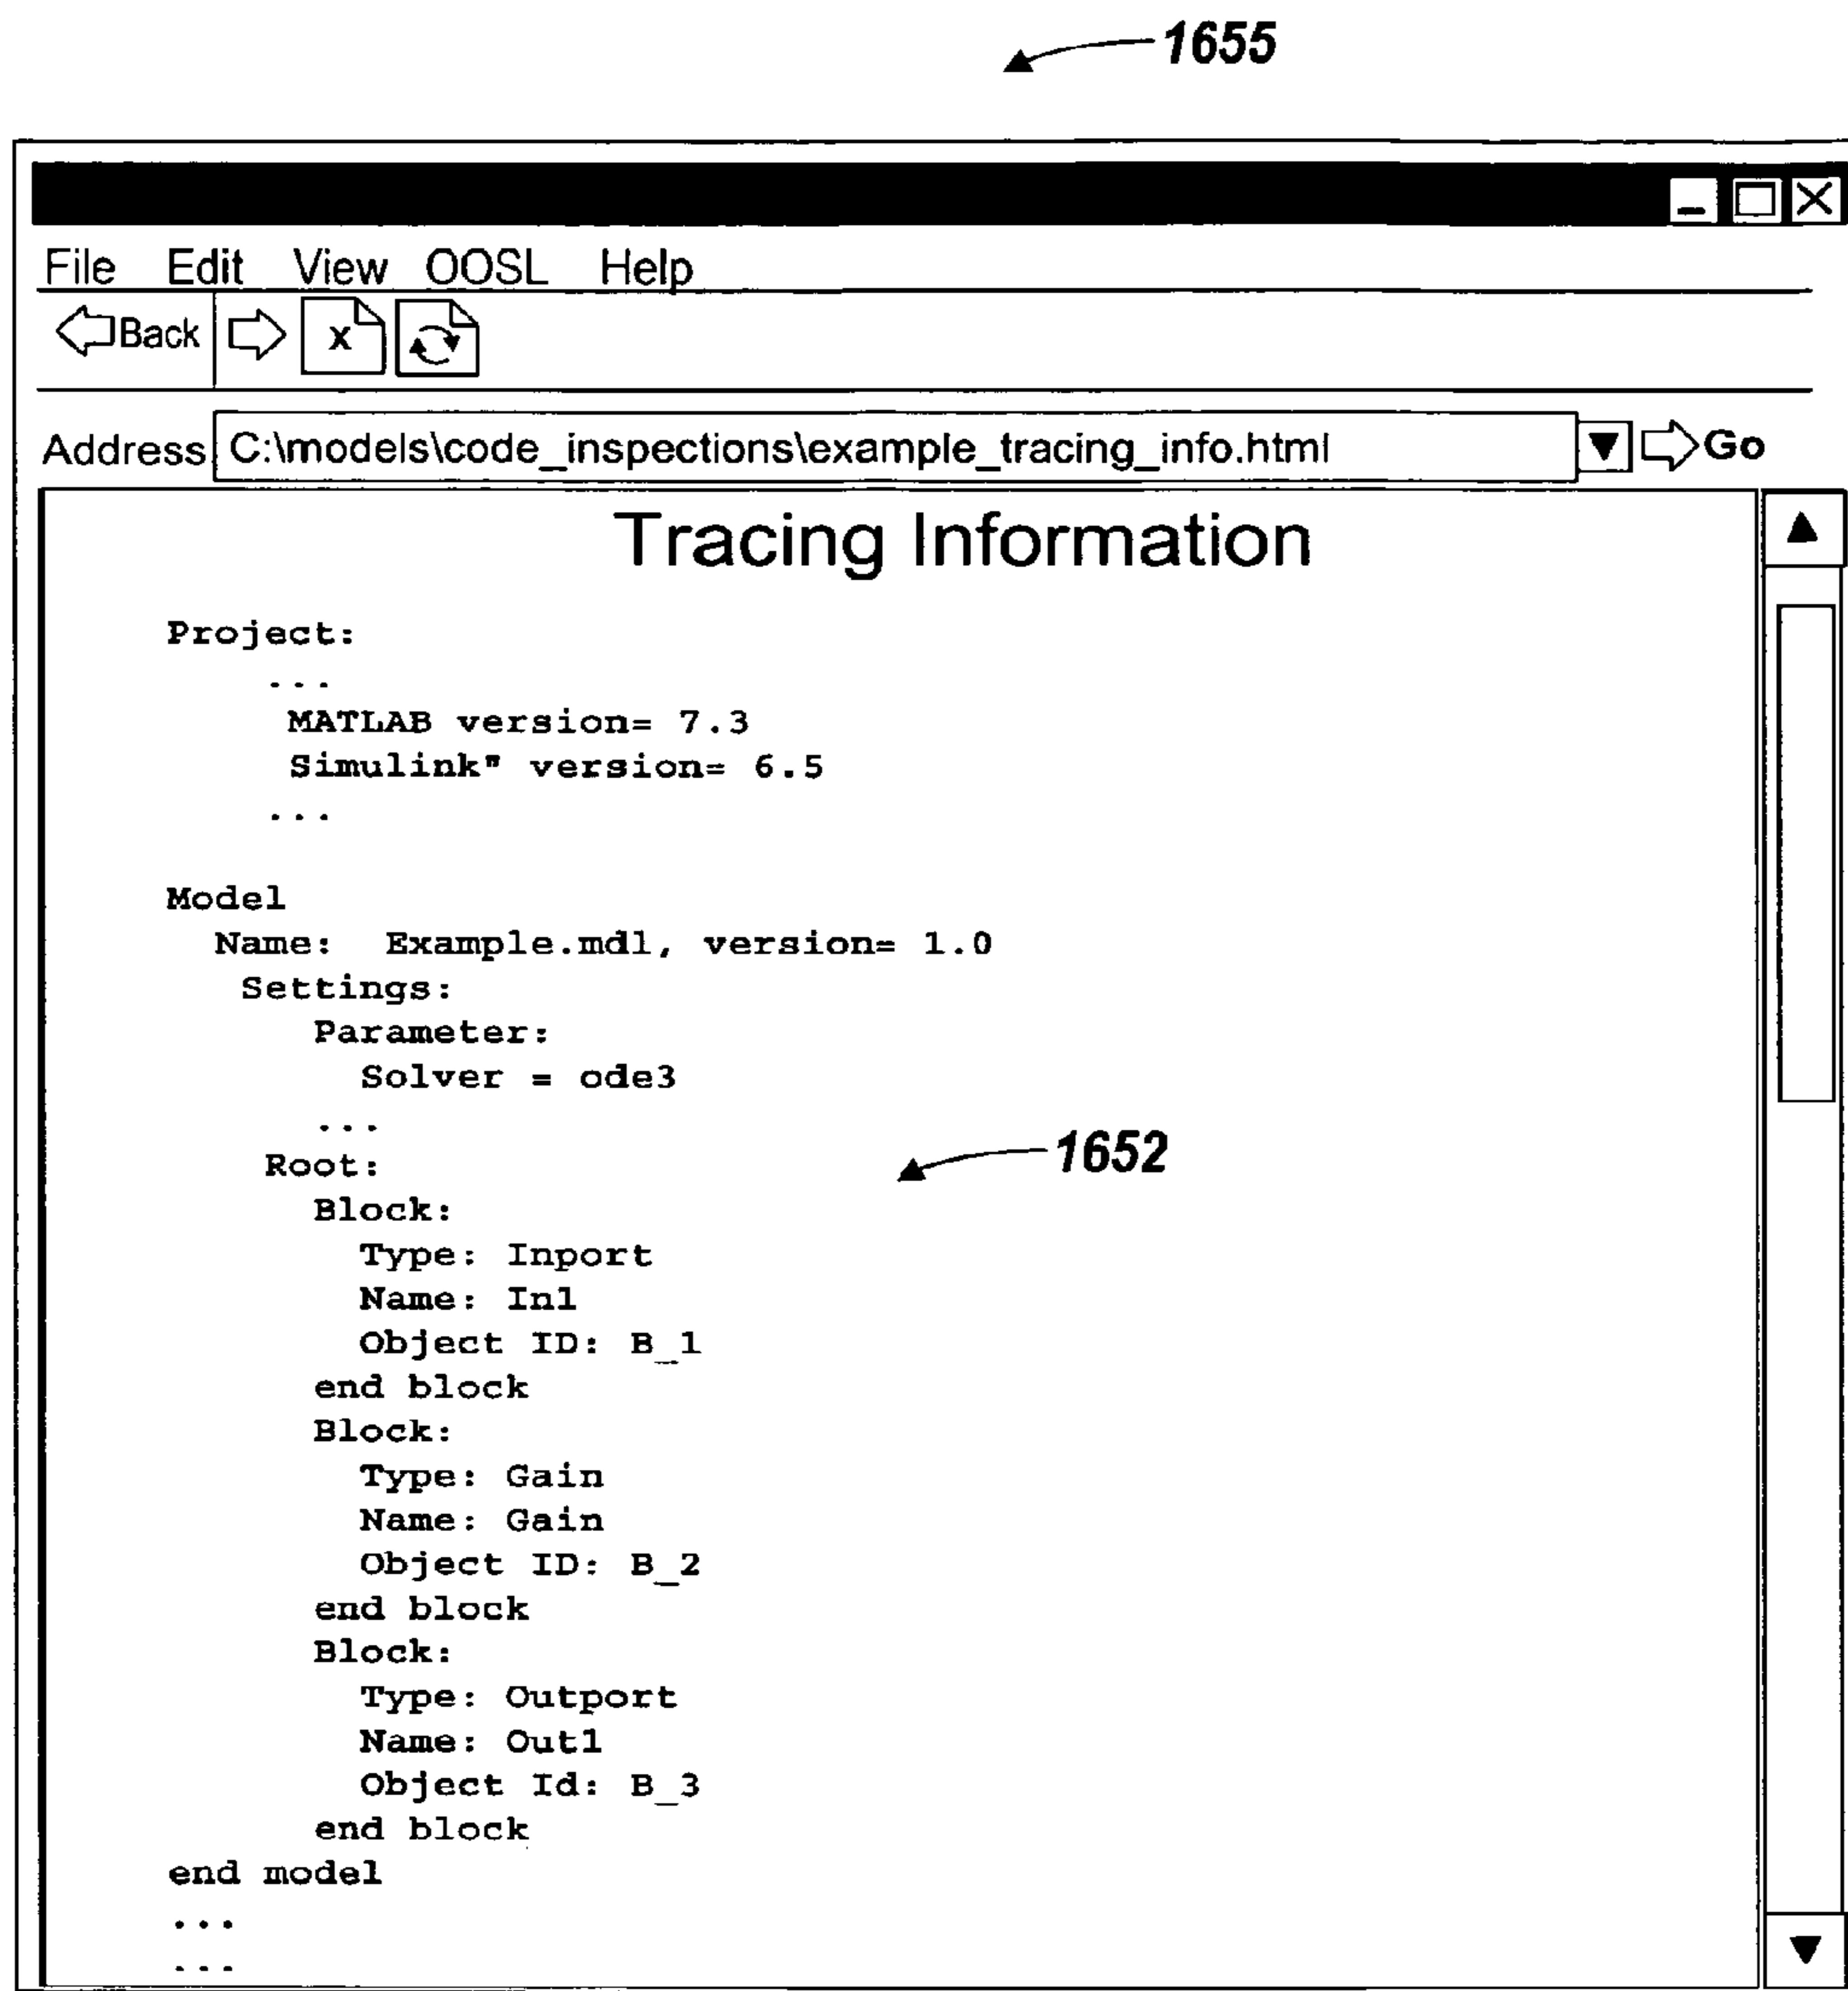 1655
File Edit View OOSL Help
Back x
Address C:\models\code_inspections\example_tracing_info.html Go
Tracing Information
Project:
...
MATLAB version= 7.3
Simulink" version= 6.5
...
Model
Name: Example.mdl, version= 1.0
Settings:
Parameter:
Solver = ode3
...
1652
Root:
Block:
Type: Inport
Name: In1
Object ID: B_1
end block
Block:
Type: Gain
Name: Gain
Object ID: B_2
end block
Block:
Type: Outport
Name: Out1
Object Id: B_3
end block
end model
...
...